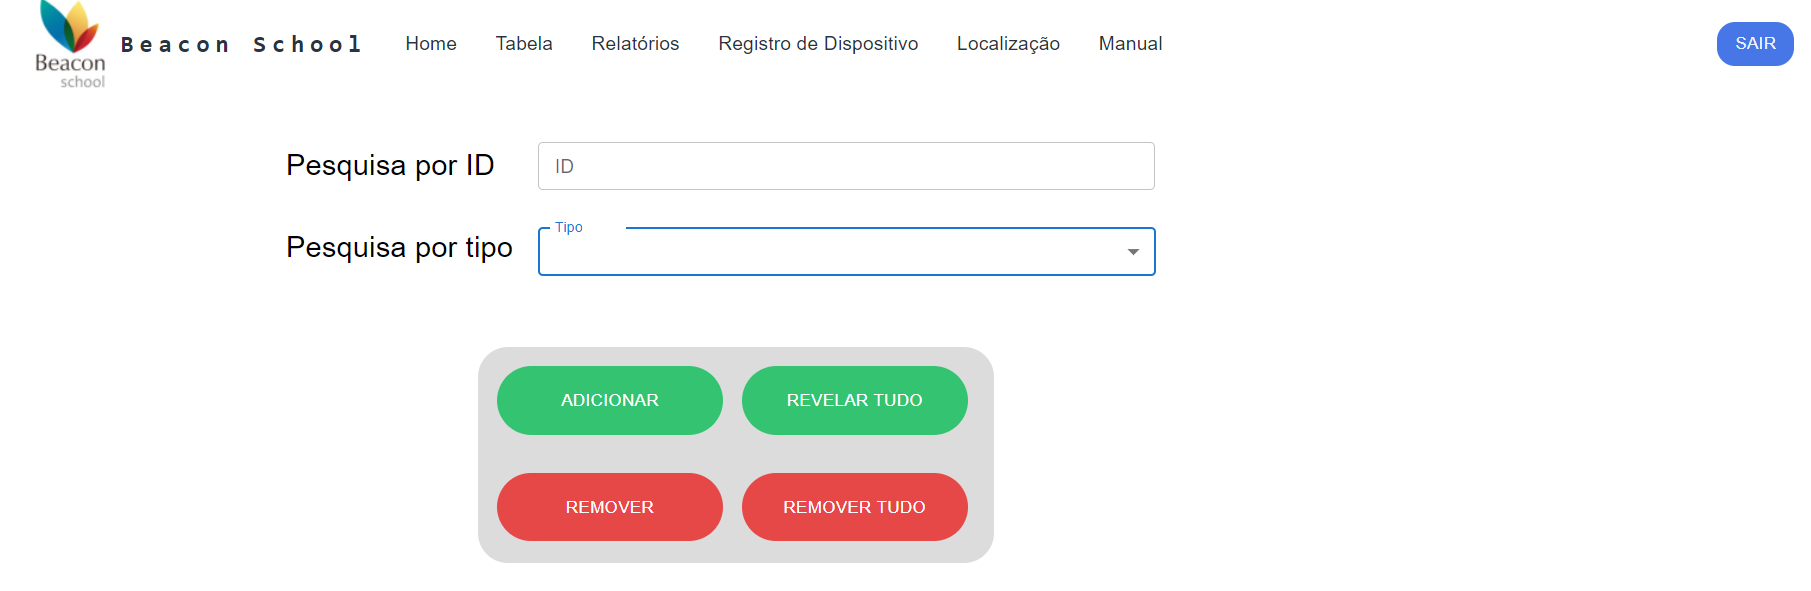 Beacon
school
Beacon School
Home
Tabela
Relatórios
Registro de Dispositivo
Localização
Manual
SAIR
Pesquisa por ID
ID
Pesquisa por tipo
Tipo
ADICIONAR
REVELAR TUDO
REMOVER
REMOVER TUDO